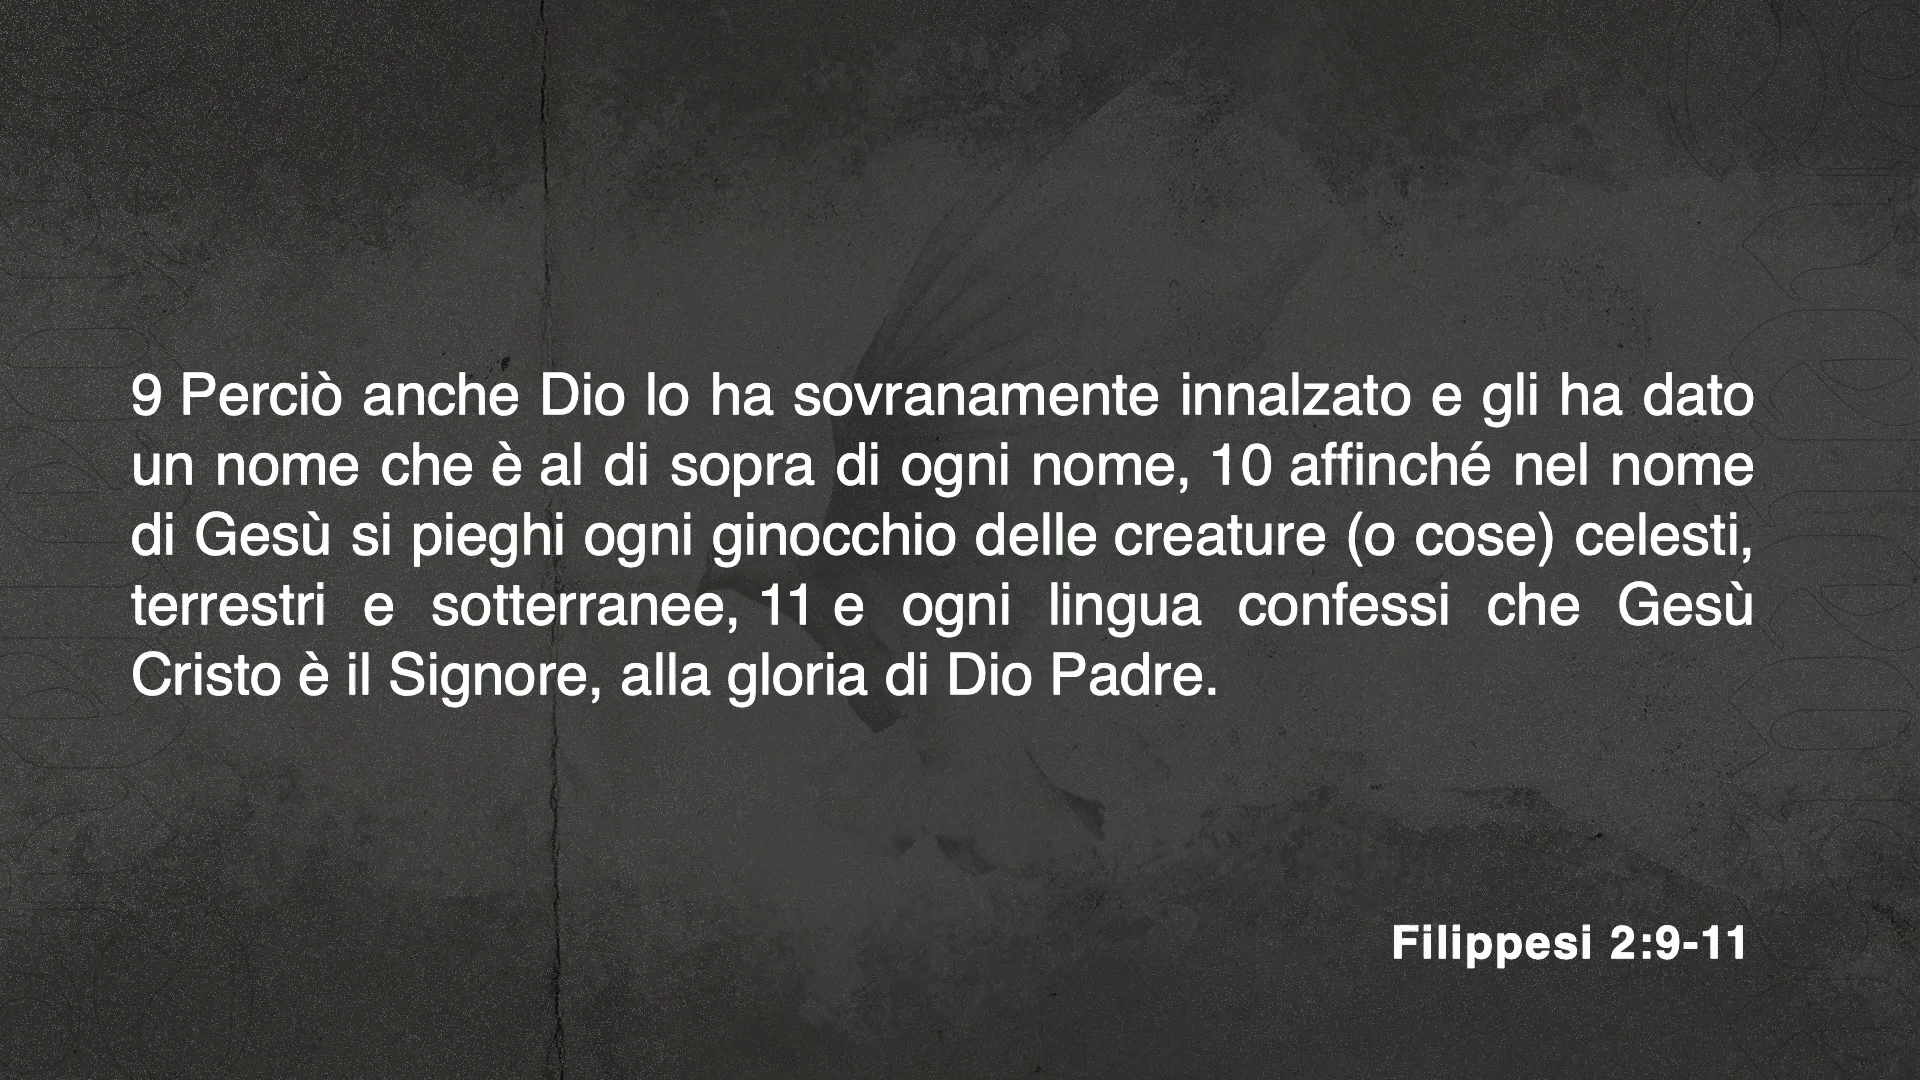 9 Perciò anche Dio lo ha sovranamente innalzato e gli ha dato
un nome che è al di sopra di ogni nome, 10 affinché nel nome
di Gesù si pieghi ogni ginocchio delle creature (o cose) celesti,
terrestri e sotterranee, 11 e ogni lingua confessi che Gesù
Cristo è il Signore, alla gloria di Dio Padre.
Filippesi 2:9-11